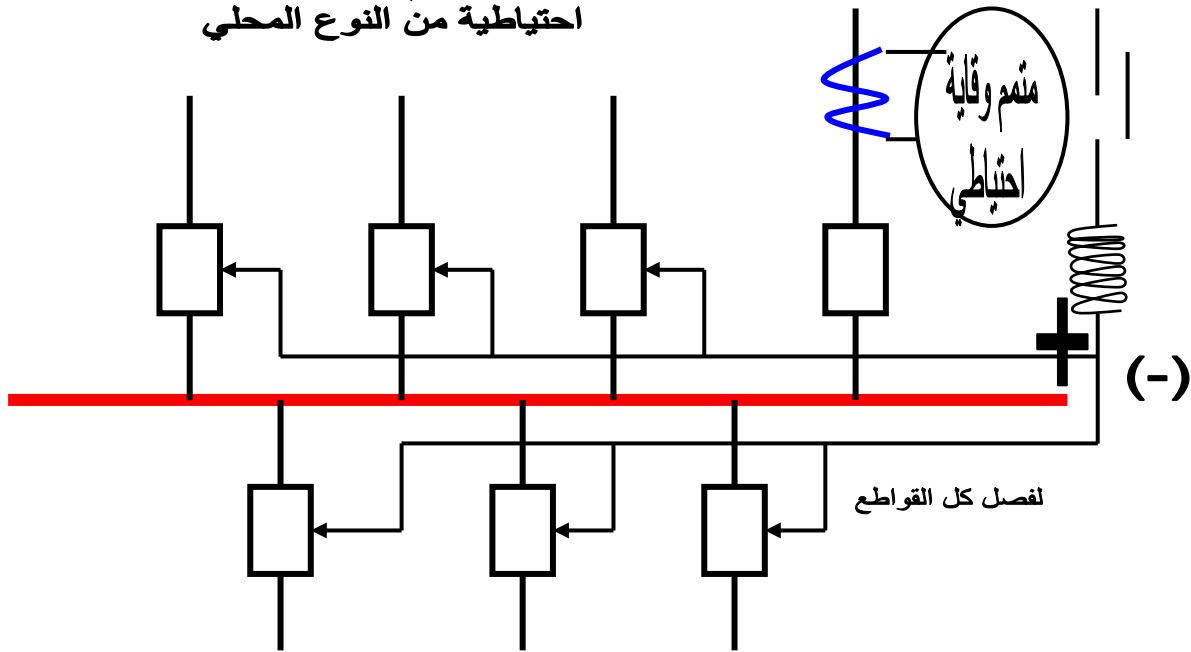 احتياطية من النوع المحلي
متمم وقاية
احتياطي
(-)
لفصل كل القواطع